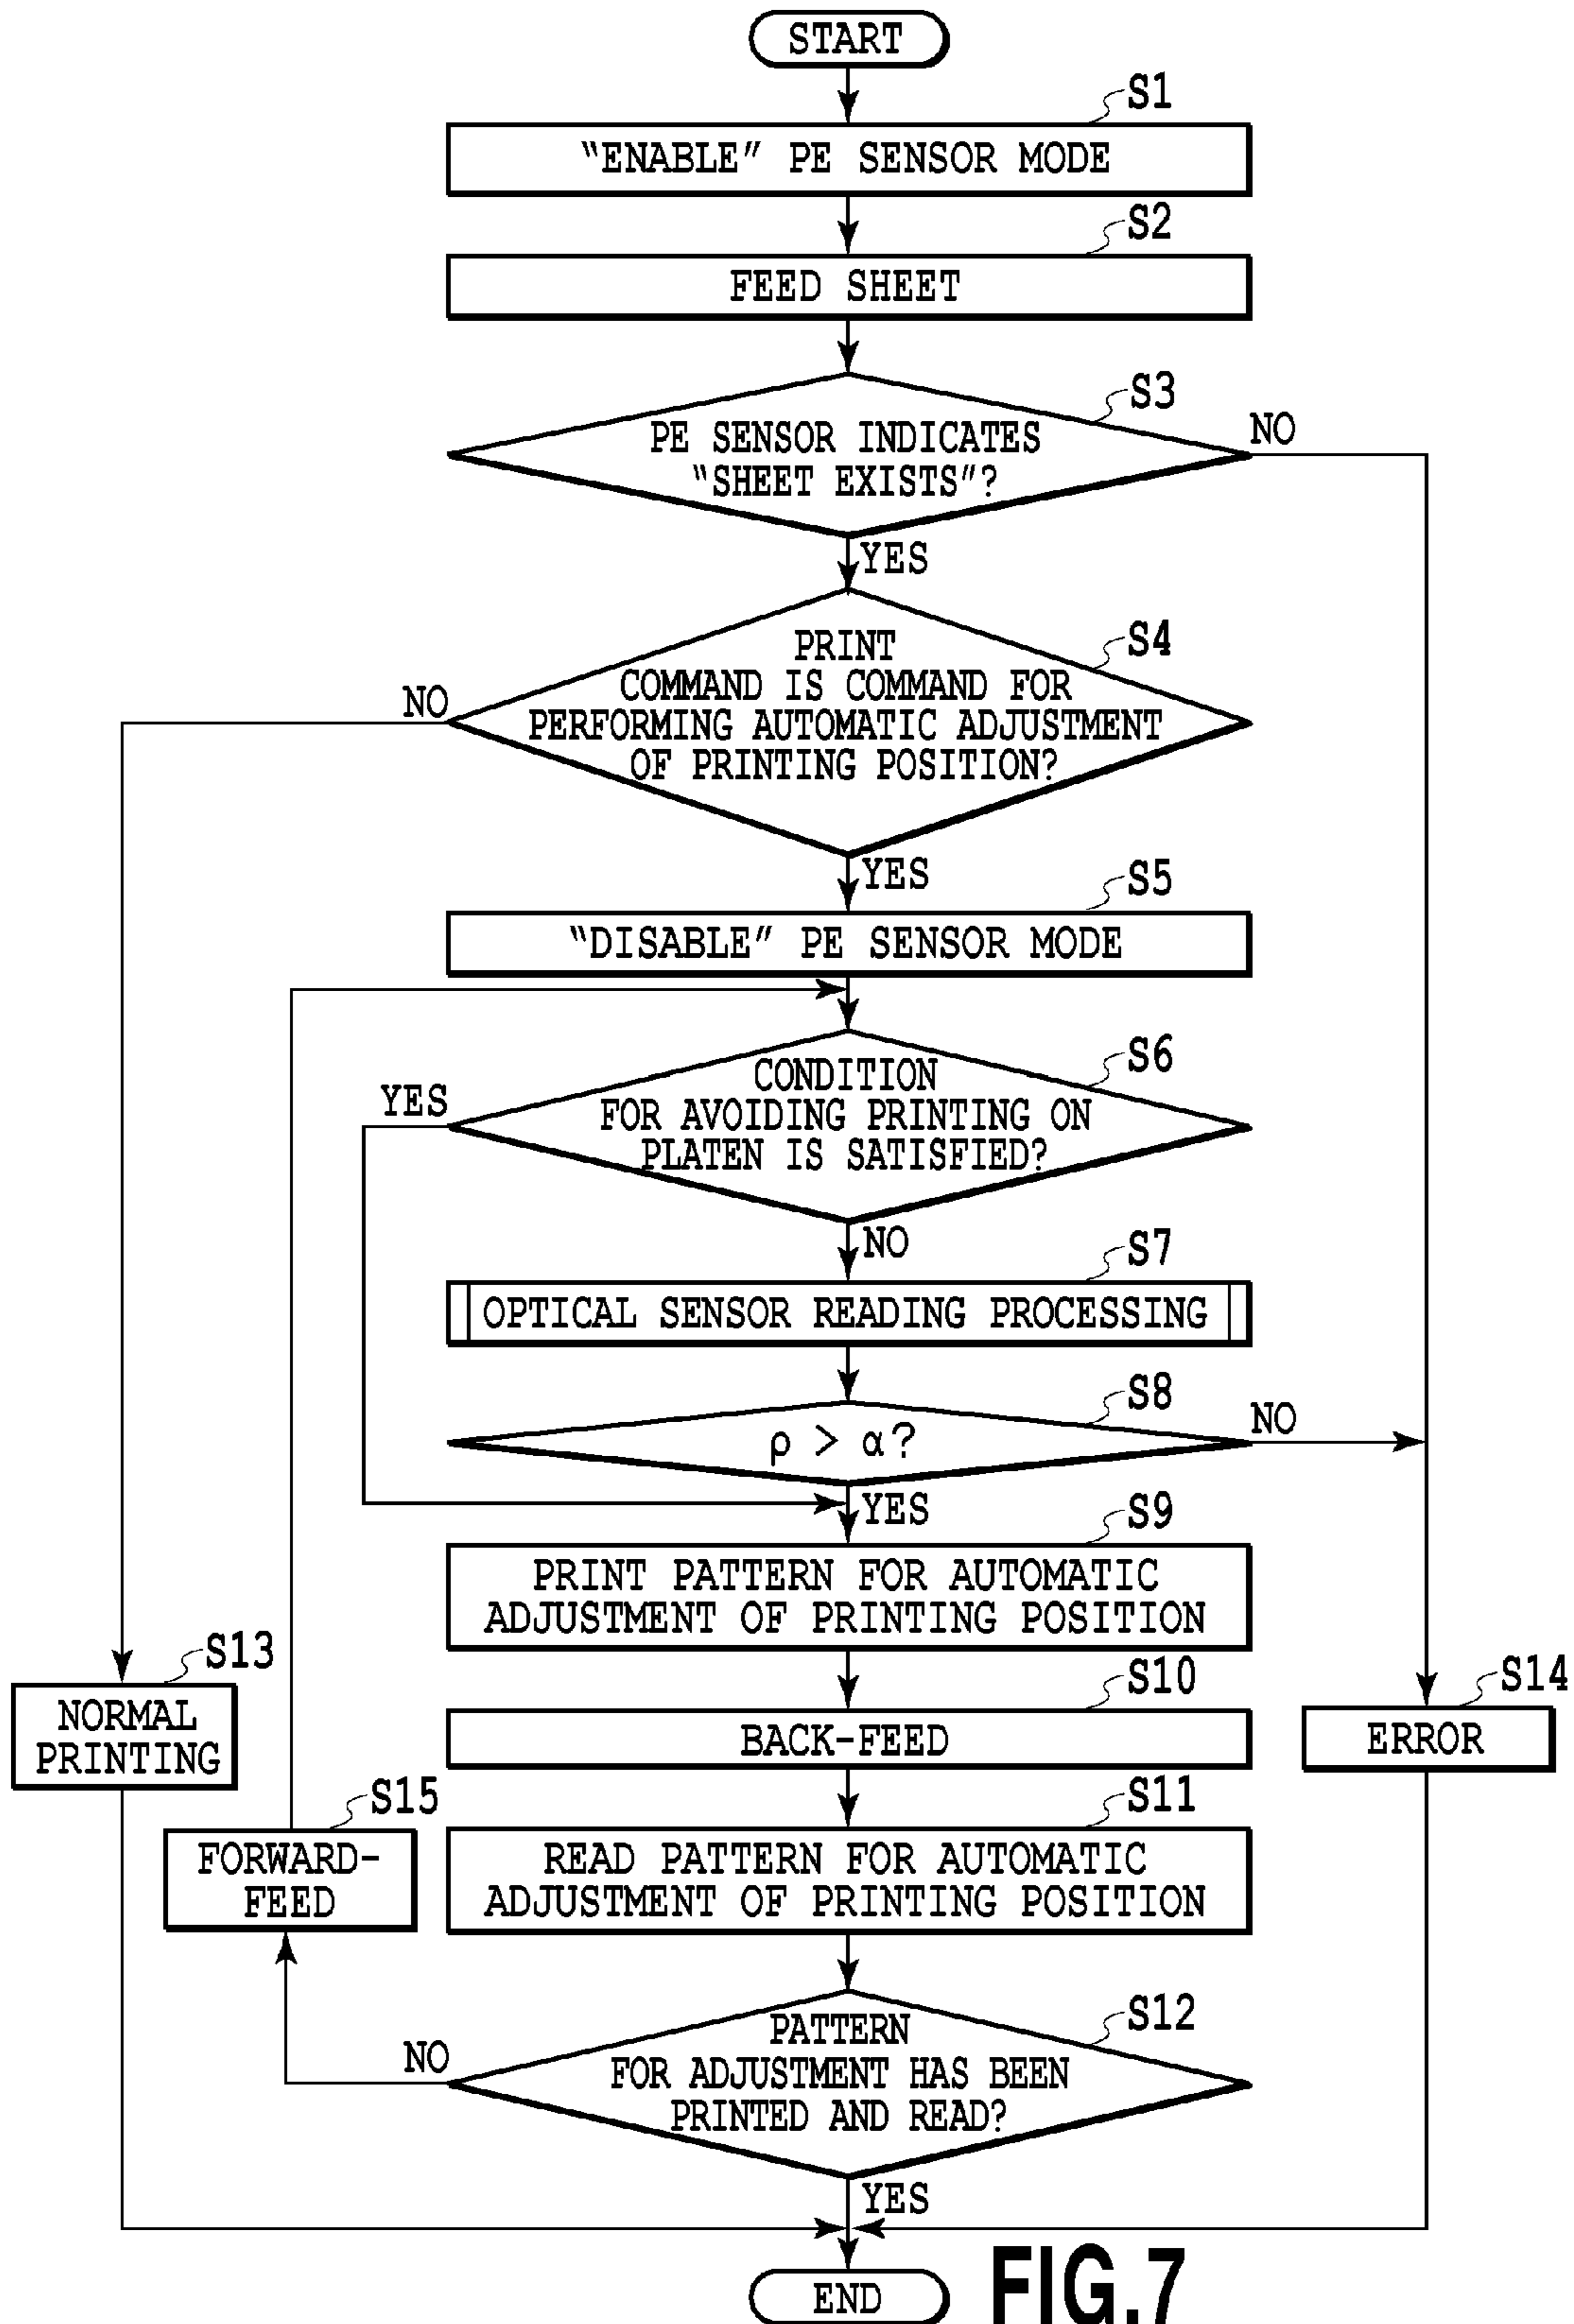 START
S1
“ENABLE” PE SENSOR MODE
S2
FEED SHEET
S3
PE SENSOR INDICATES
“SHEET EXISTS”?
NO
YES
S4
PRINT
COMMAND IS COMMAND FOR
PERFORMING AUTOMATIC ADJUSTMENT
OF PRINTING POSITION?
NO
YES
S5
“DISABLE” PE SENSOR MODE
S6
CONDITION
FOR AVOIDING PRINTING ON
PLATEN IS SATISFIED?
YES
NO
S7
OPTICAL SENSOR READING PROCESSING
S8
ρ > α?
NO
YES
S9
PRINT PATTERN FOR AUTOMATIC
ADJUSTMENT OF PRINTING POSITION
S13
NORMAL
PRINTING
S10
BACK-FEED
S14
ERROR
S15
FORWARD-
FEED
S11
READ PATTERN FOR AUTOMATIC
ADJUSTMENT OF PRINTING POSITION
S12
PATTERN
FOR ADJUSTMENT HAS BEEN
PRINTED AND READ?
NO
YES
END
FIG.7